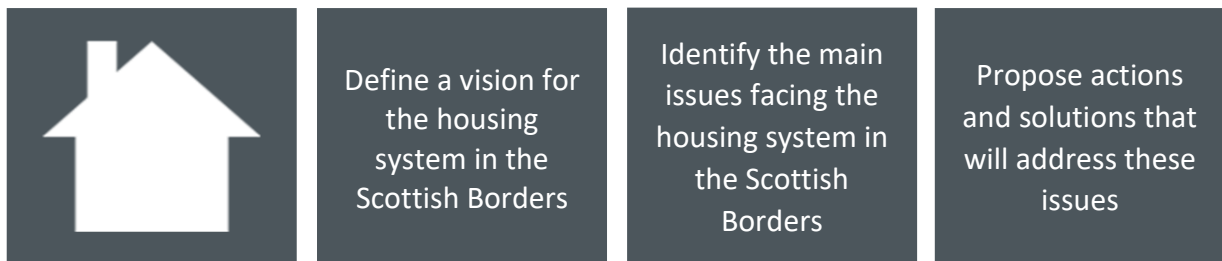 Define a vision for
the housing
system in the
Scottish Borders
Identify the main
issues facing the
housing system in
the Scottish
Borders
Propose actions
and solutions that
will address these
issues